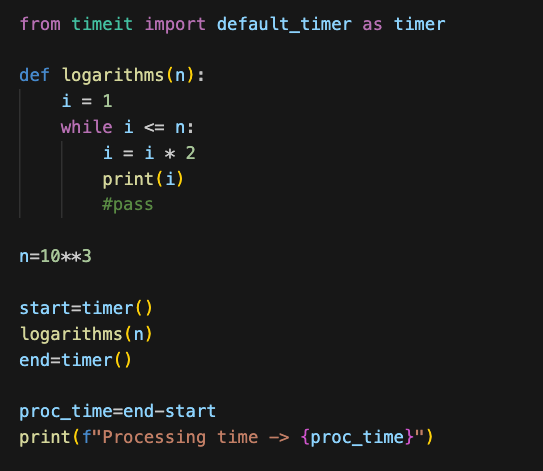 from timeit import default_timer as timer

def logarithms(n):
    i = 1
    while i <= n:
        i = i * 2
        print(i)
        #pass

n=10**3

start=timer()
logarithms(n)
end=timer()

proc_time=end-start
print(f"Processing time -> {proc_time}")